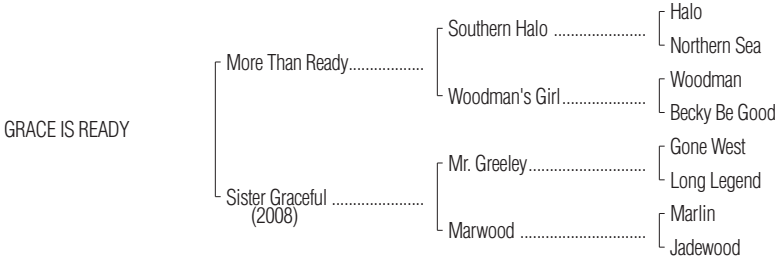 Halo
Southern Halo ......................
Northern Sea
More Than Ready..................
Woodman
Woodman's Girl.....................
Becky Be Good
GRACE IS READY
Gone West
Mr. Greeley.............................
Long Legend
Sister Graceful ......................
(2008)
Marlin
Marwood ..............................
Jadewood